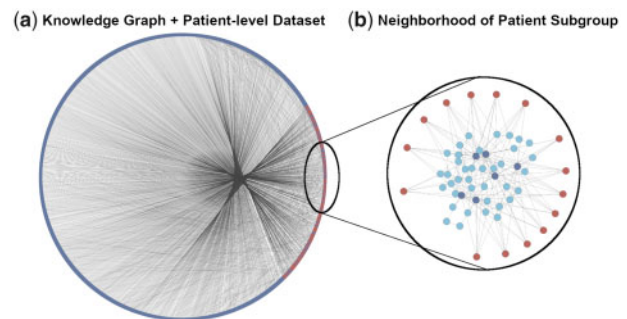 (a) Knowledge Graph + Patient-level Dataset
(b) Neighborhood of Patient Subgroup